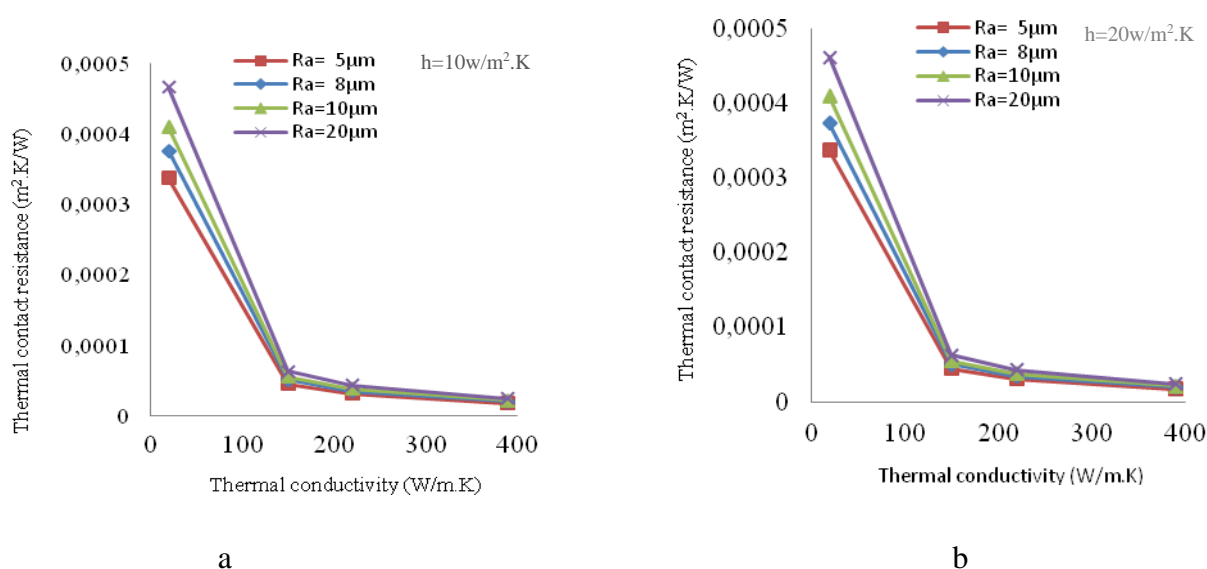 0,0005
0,0004
0,0003
0,0002
0,0001
0
Thermal contact resistance (m².K/W)
Ra= 5µm
Ra= 8µm
Ra=10µm
Ra=20µm
h=10w/m².K
0 100 200 300 400
Thermal conductivity (W/m.K)
a
0,0005
0,0004
0,0003
0,0002
0,0001
0
Thermal contact resistance (m².K/W)
Ra= 5µm
Ra= 8µm
Ra=10µm
Ra=20µm
h=20w/m².K
0 100 200 300 400
Thermal conductivity (W/m.K)
b